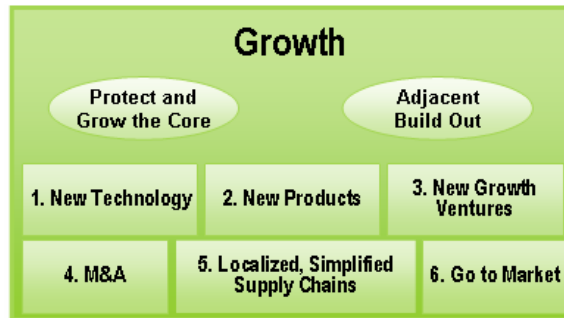 Growth
Protect and
Grow the Core
Adjacent
Build Out
1. New Technology
2. New Products
3. New Growth
Ventures
4. M&A
5. Localized, Simplified
Supply Chains
6. Go to Market